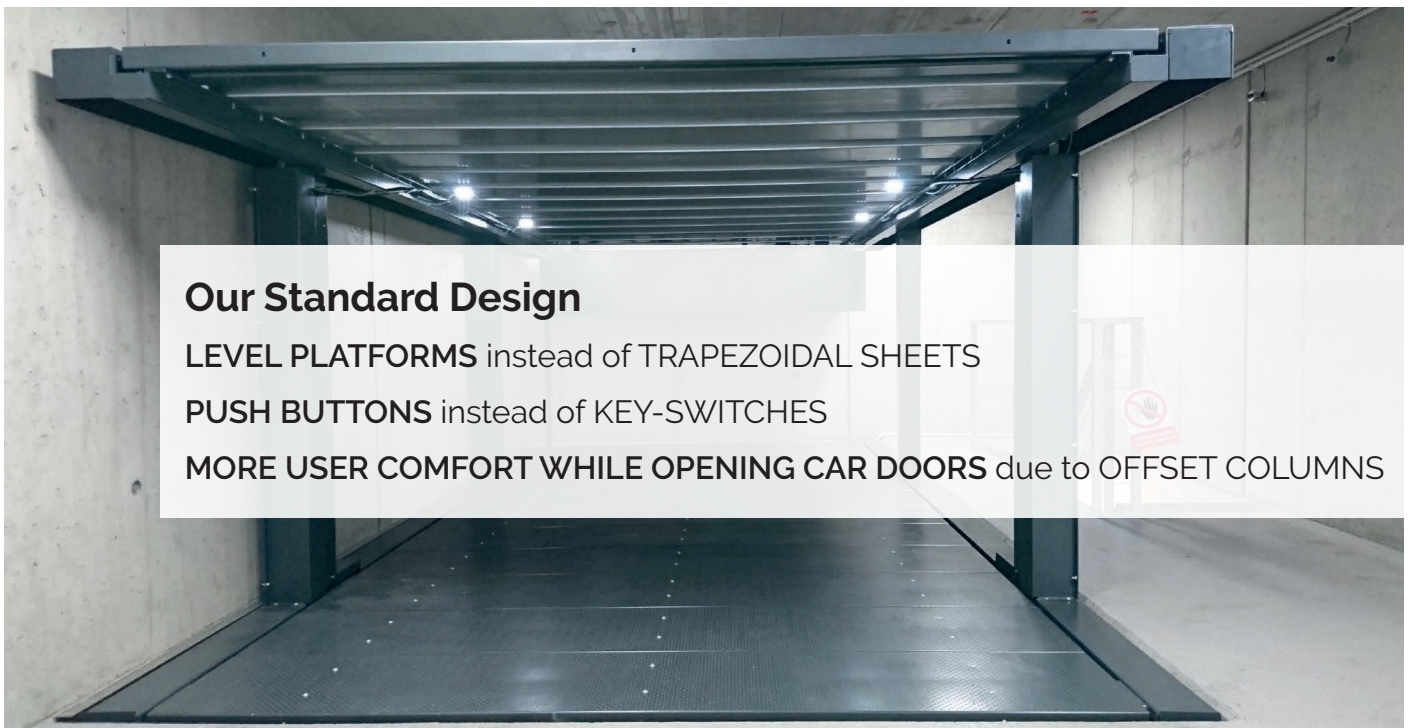 Our Standard Design
LEVEL PLATFORMS instead of TRAPEZOIDAL SHEETS
PUSH BUTTONS instead of KEY-SWITCHES
MORE USER COMFORT WHILE OPENING CAR DOORS due to OFFSET COLUMNS